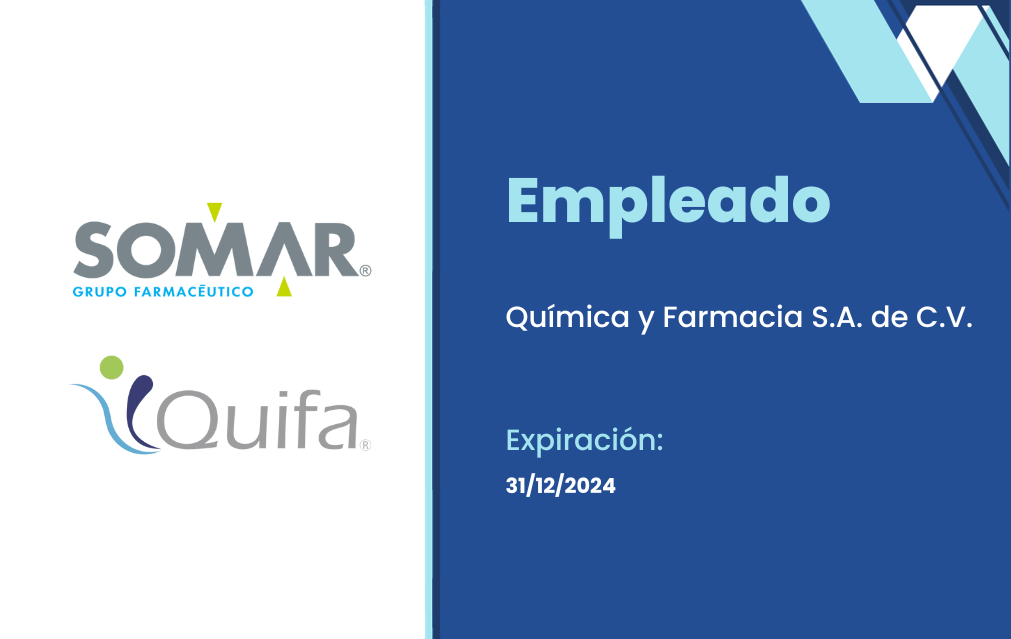 SOMAR®
GRUPO FARMACÉUTICO
Quifa®
Empleado
Química y Farmacia S.A. de C.V.
Expiración:
31/12/2024